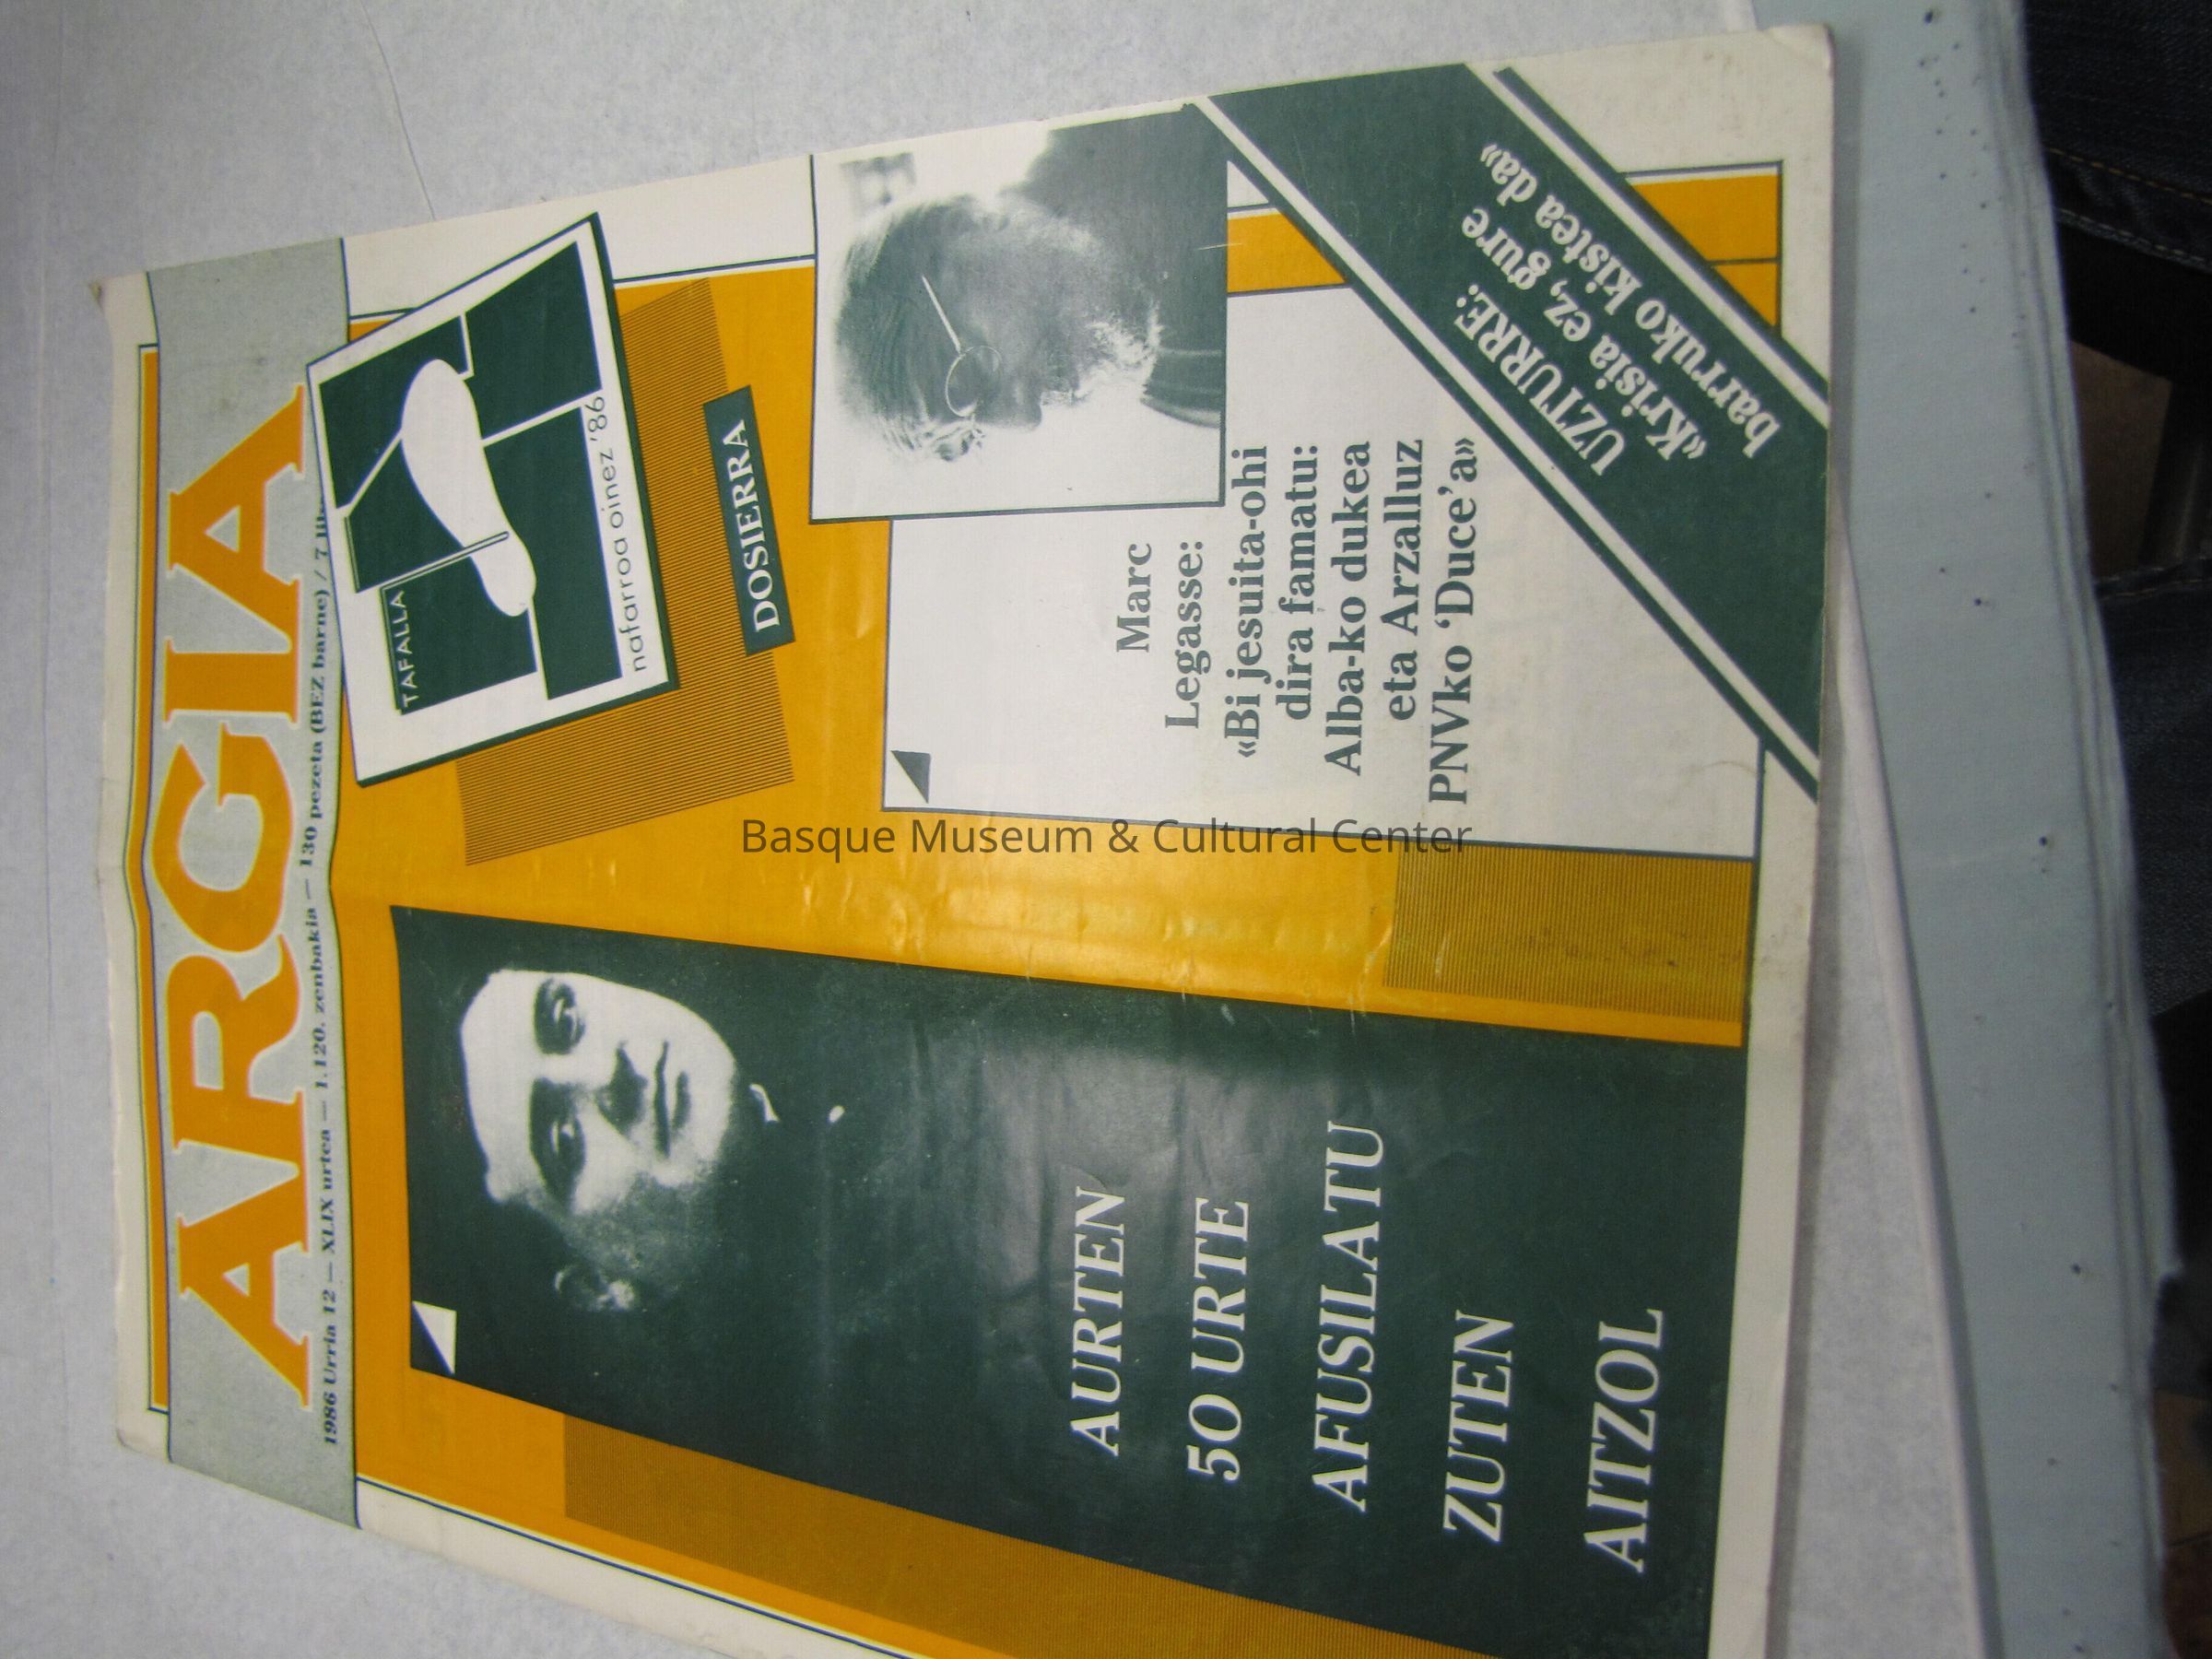 ARGIA
1986 Urria 12 — XLIX urtea — 1.120. zenbakia — 130 pezeta (BEZ barne) / 7
TAFALLA
nafarroa oinez '86
DOSIERRA
Marc
Legasse:
«Bi jesuita-ohi
dira famatu:
Alba-ko dukea
eta Arzalluz
PNVko ‘Duce’a»
AURTEN
50 URTE
AFUSILATU
ZUTEN
AITZOL
UZTURRE:
«Krisia ez, gure
barruko kistea da»
Basque Museum & Cultural Center